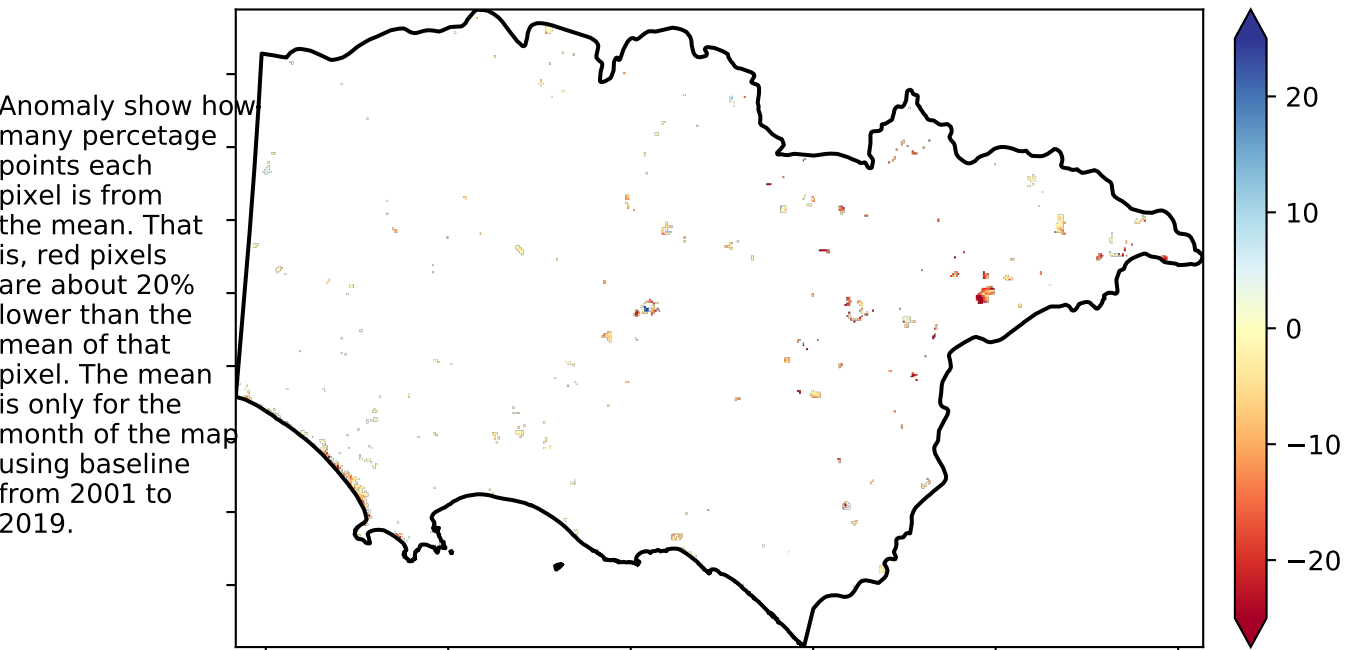 Anomaly show how
many percetage
points each
pixel is from
the mean. That
is, red pixels
are about 20%
lower than the
mean of that
pixel. The mean
is only for the
month of the map
using baseline
from 2001 to
2019.
20
10
0
−10
−20